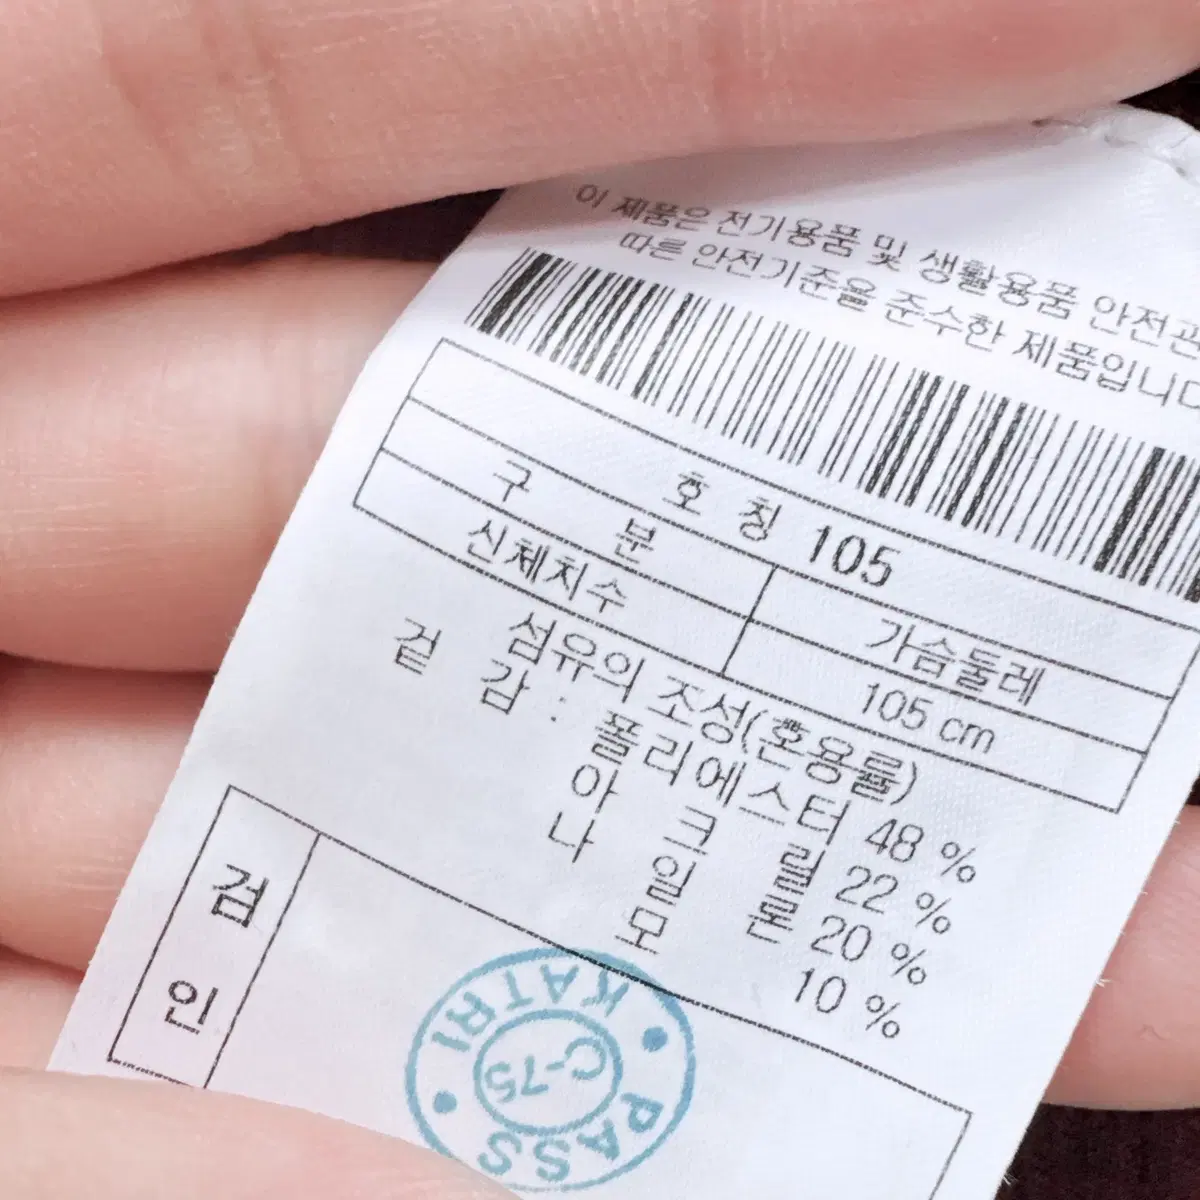 이 제품은 전기용품 및 생활용품 안전관
따른 안전기준을 준수한 제품입니다
호 칭 105
구 분 가슴둘레
신체치수 105 cm
섬유의 조성(혼용률)
겉 감 : 폴리에스터 48 %
아 크 릴 22 %
나 일 론 20 %
모 10 %
검 인
KATRI
C-75
PASS